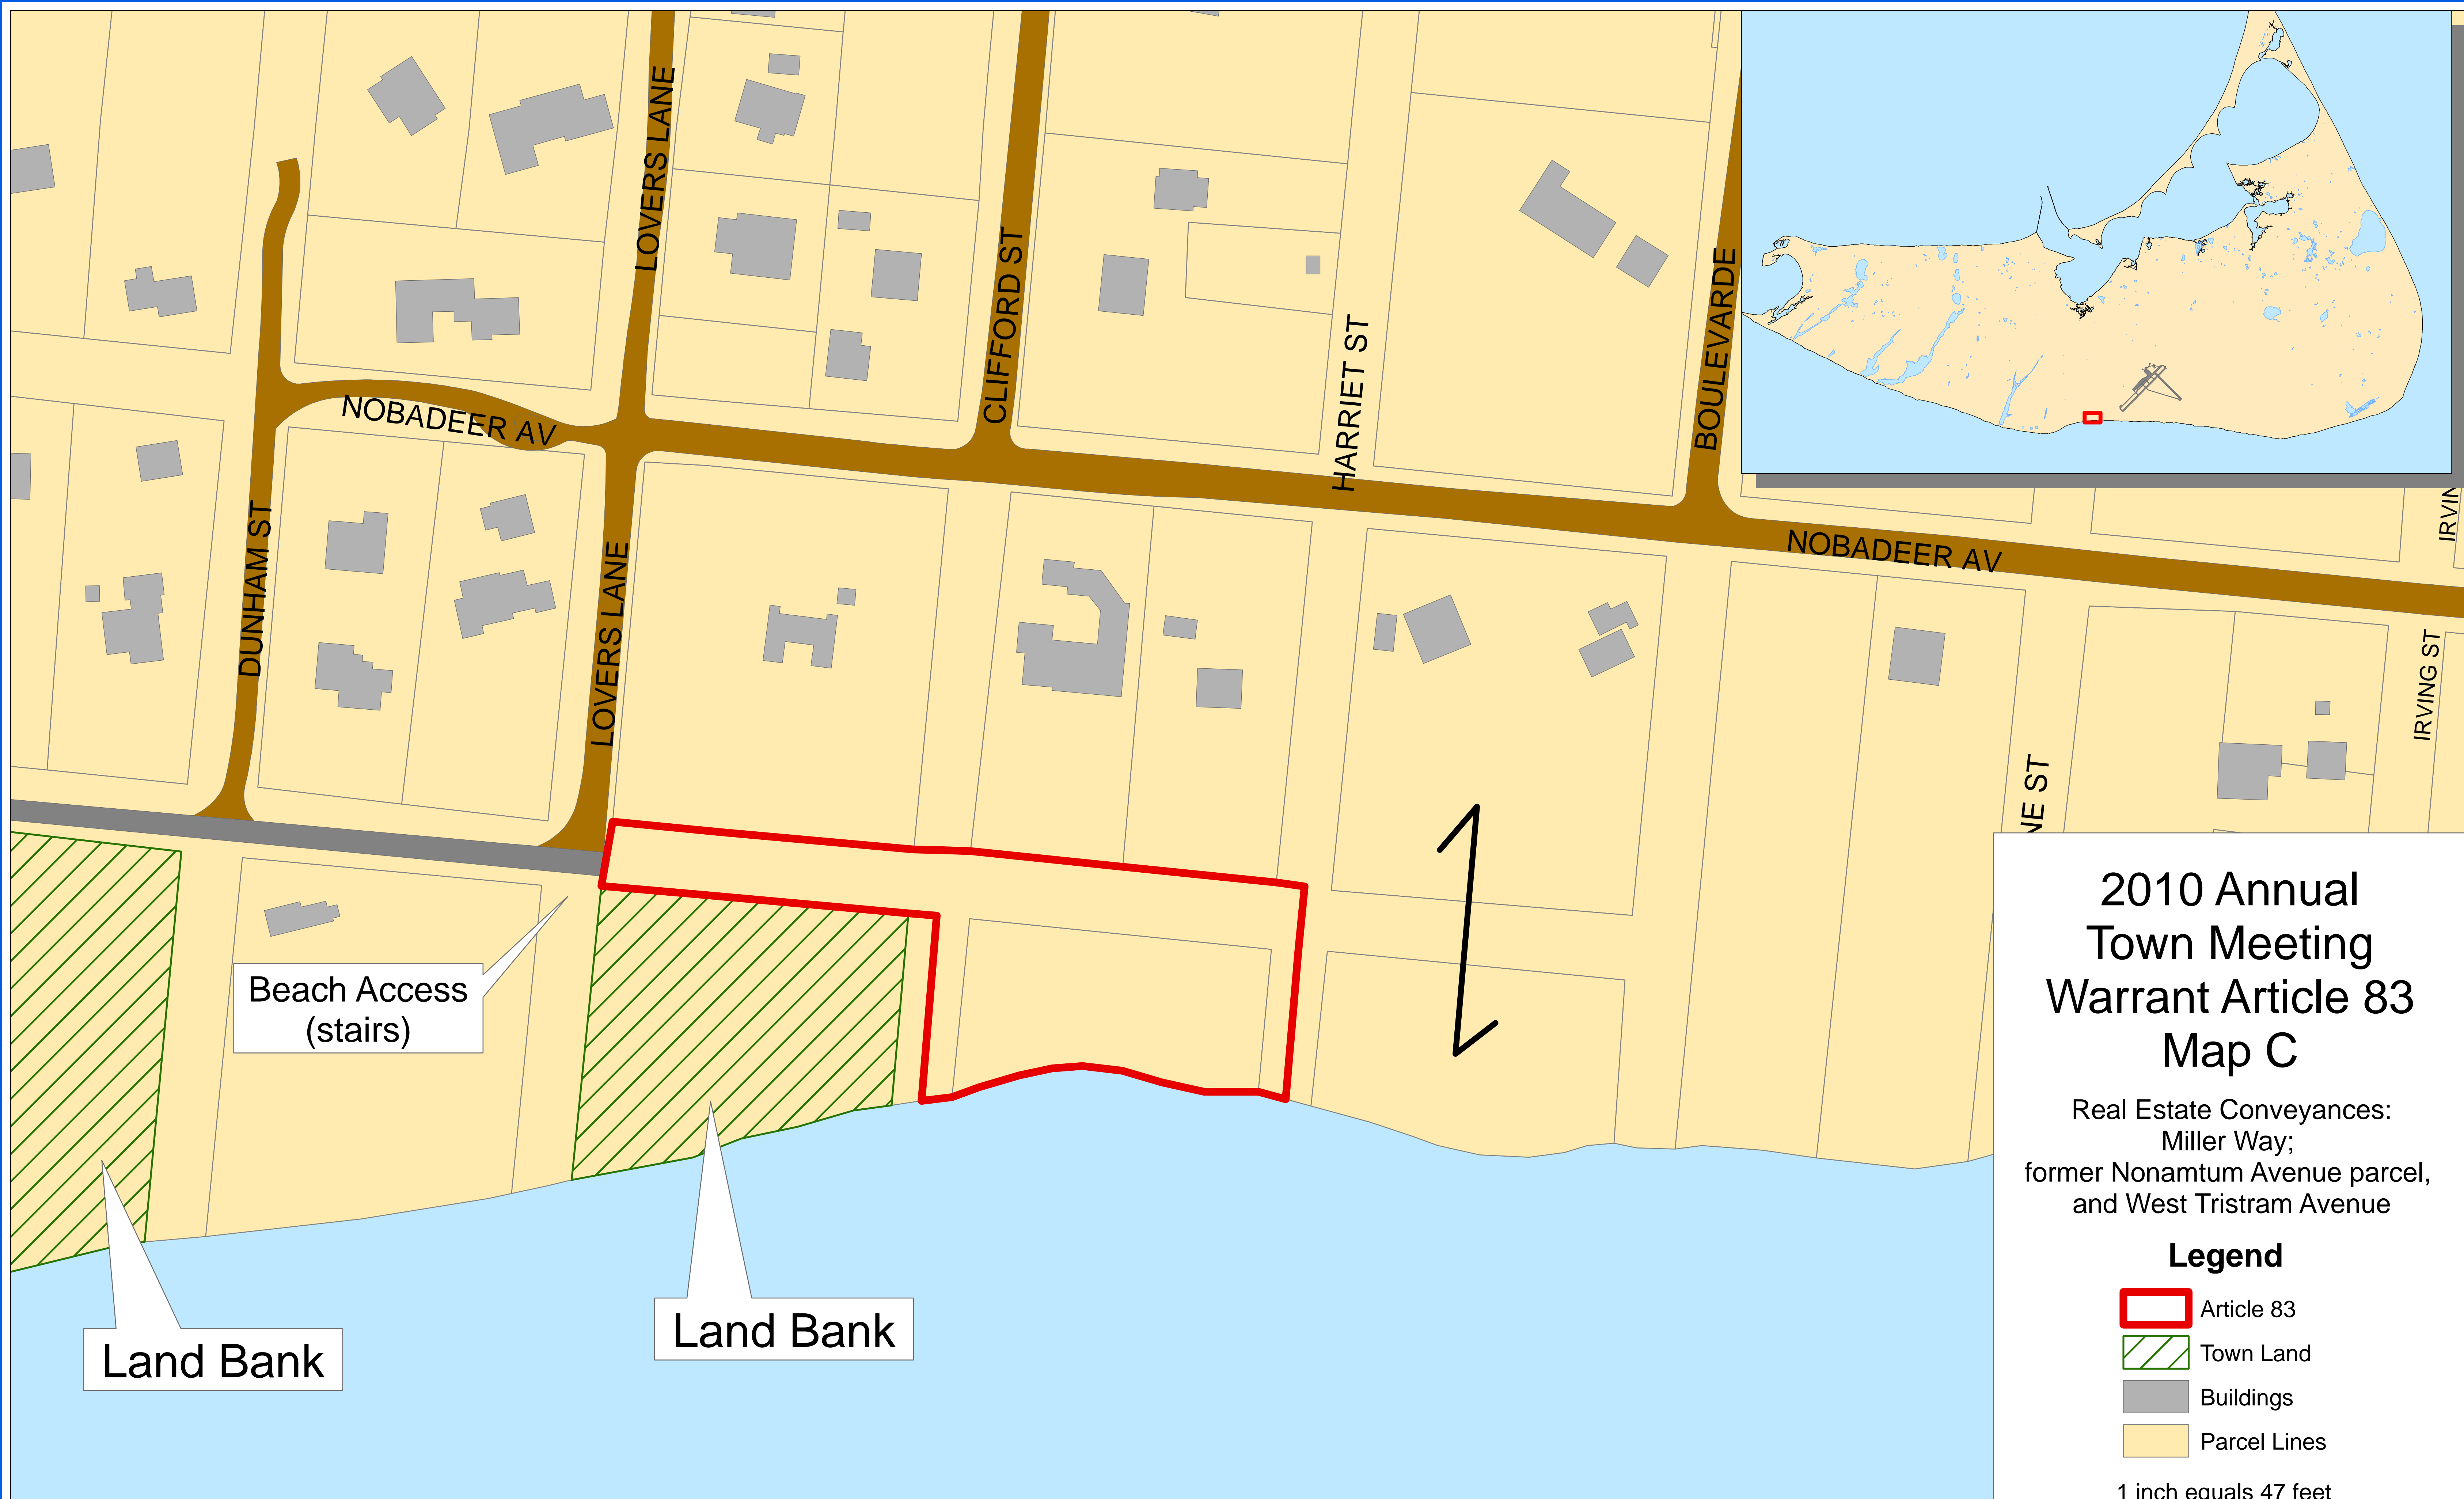 LOVERS LANE
CLIFFORD ST
HARRIET ST
BOULEVARDE
NOBADEER AV
DUNHAM ST
LOVERS LANE
NOBADEER AV
IRVING ST
Beach Access
(stairs)
Land Bank
Land Bank
2010 Annual
Town Meeting
Warrant Article 83
Map C
Real Estate Conveyances:
Miller Way;
former Nonamtum Avenue parcel,
and West Tristram Avenue
Legend
Article 83
Town Land
Buildings
Parcel Lines
1 inch equals 47 feet